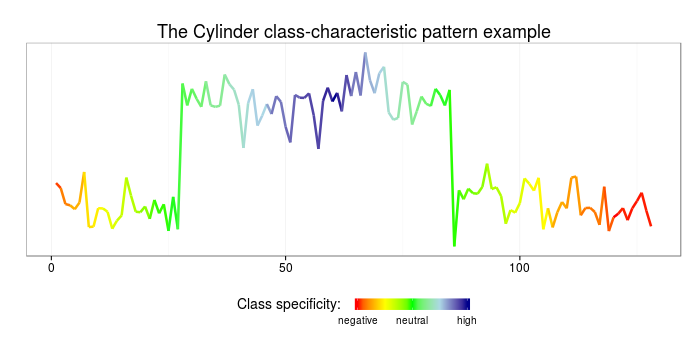 The Cylinder class-characteristic pattern example
0 50 100
Class specificity:
negative neutral high